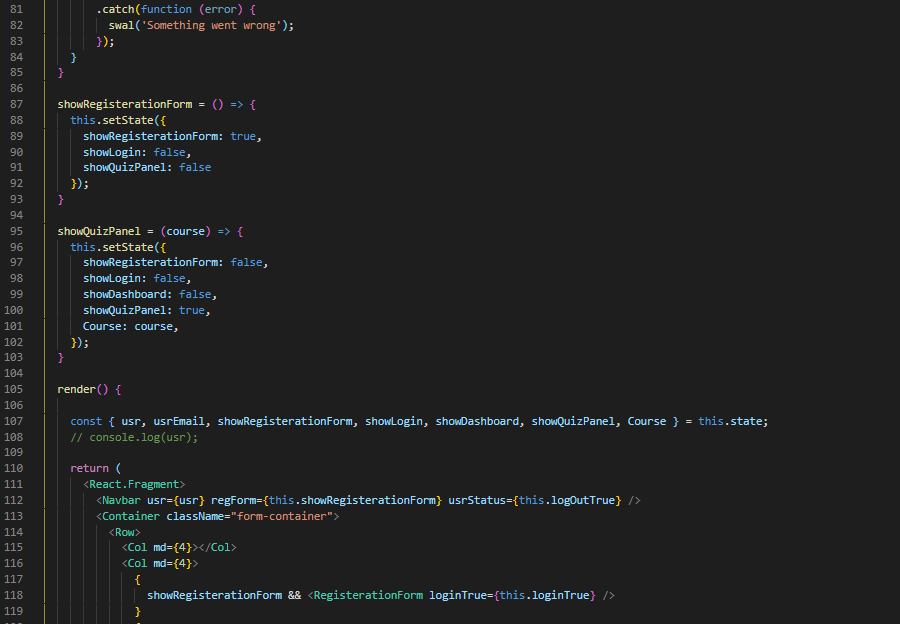 81 .catch(function (error) {
82 swal('Something went wrong');
83 });
84 }
85 }
86
87 showRegisterationForm = () => {
88 this.setState({
89 showRegisterationForm: true,
90 showLogin: false,
91 showQuizPanel: false
92 });
93 }
94
95 showQuizPanel = (course) => {
96 this.setState({
97 showRegisterationForm: false,
98 showLogin: false,
99 showDashboard: false,
100 showQuizPanel: true,
101 Course: course,
102 });
103 }
104
105 render() {
106
107 const { usr, usrEmail, showRegisterationForm, showLogin, showDashboard, showQuizPanel, Course } = this.state;
108 // console.log(usr);
109
110 return (
111 <React.Fragment>
112 <Navbar usr={usr} regForm={this.showRegisterationForm} usrStatus={this.logOutTrue} />
113 <Container className="form-container">
114 <Row>
115 <Col md={4}></Col>
116 <Col md={4}>
117 {
118 showRegisterationForm && <RegisterationForm loginTrue={this.loginTrue} />
119 }